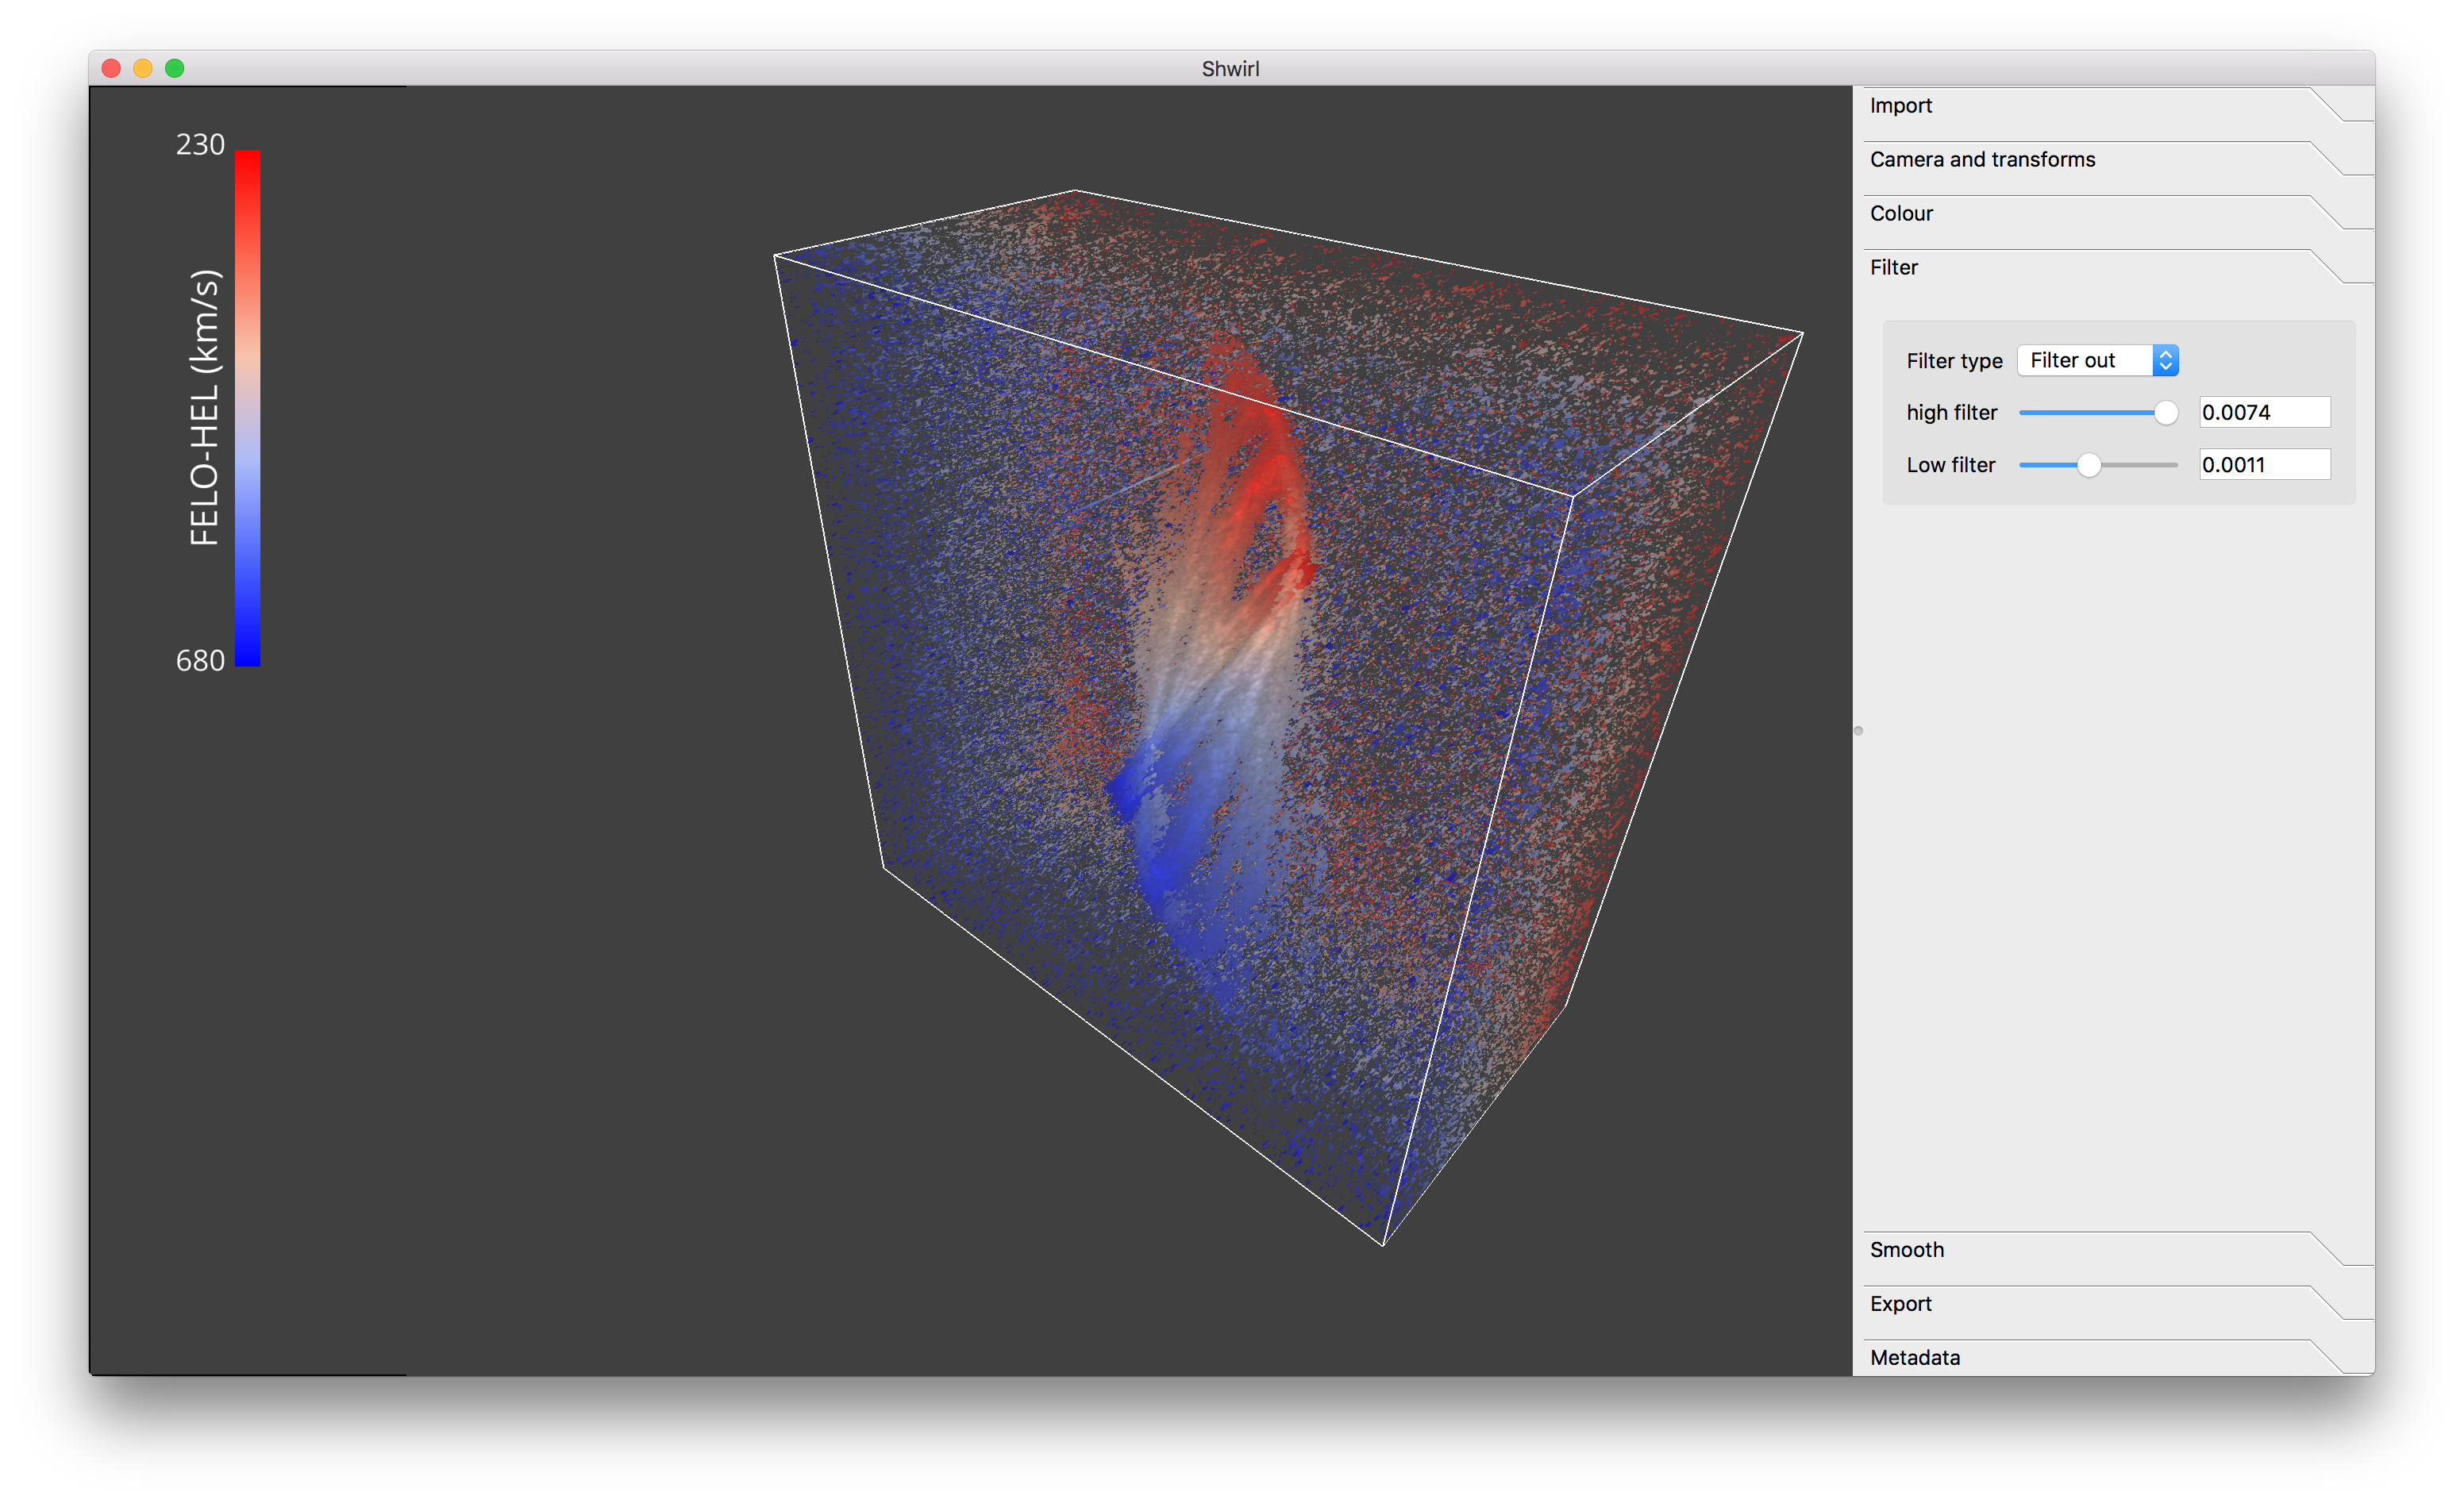 Shwirl
230
FELO-HEL (km/s)
680
Import
Camera and transforms
Colour
Filter
Filter type Filter out
high filter 0.0074
Low filter 0.0011
Smooth
Export
Metadata